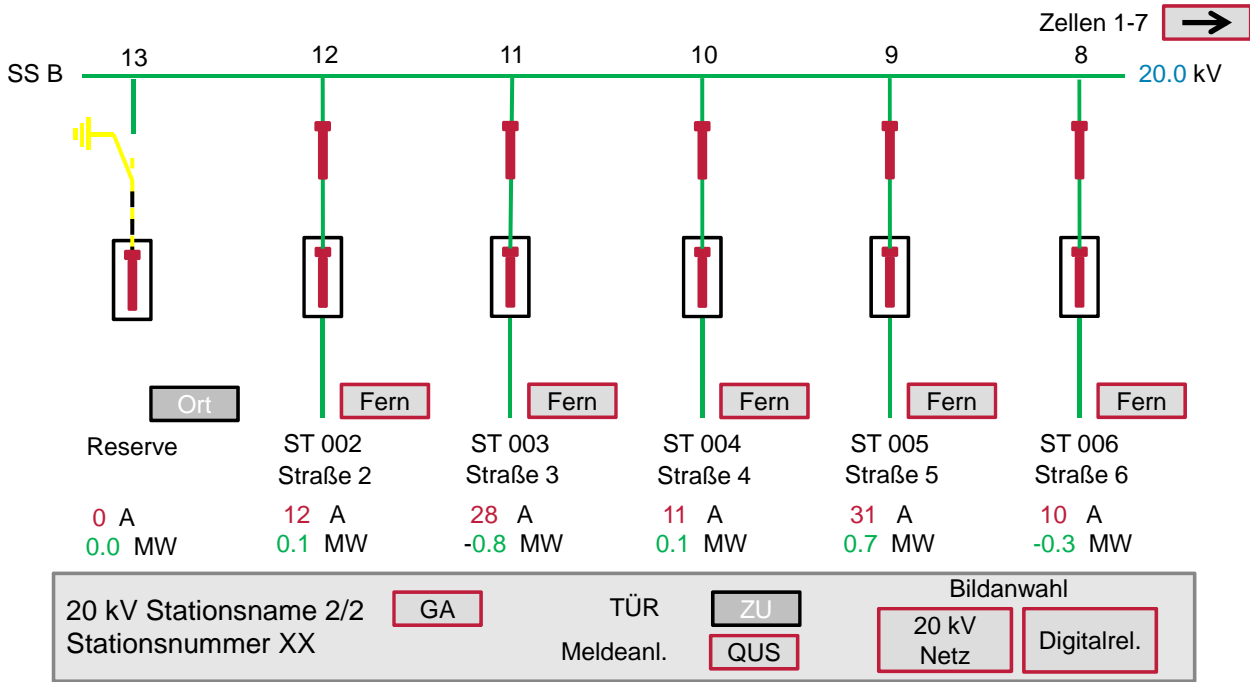 Zellen 1-7
13 12 11 10 9 8
SS B 20.0 kV
Ort Fern Fern Fern Fern Fern
Reserve ST 002 ST 003 ST 004 ST 005 ST 006
Straße 2 Straße 3 Straße 4 Straße 5 Straße 6
0 A 12 A 28 A 11 A 31 A 10 A
0.0 MW 0.1 MW -0.8 MW 0.1 MW 0.7 MW -0.3 MW
20 kV Stationsname 2/2 GA TÜR ZU Bildanwahl
Stationsnummer XX Meldeanl. QUS
20 kV
Netz
Digitalrel.